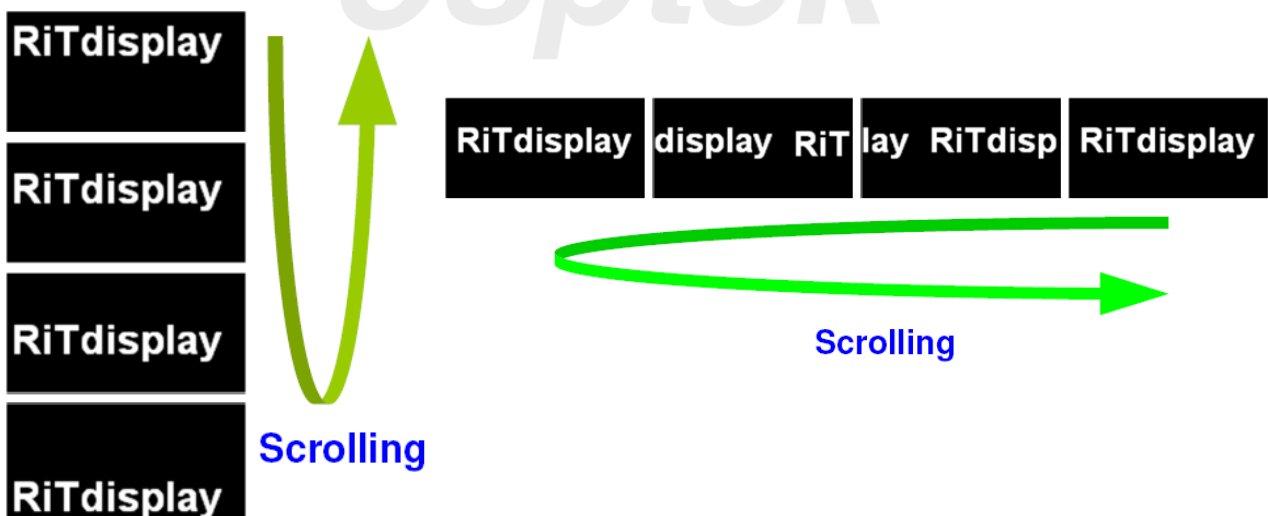 RiTdisplay
RiTdisplay
RiTdisplay
RiTdisplay
Scrolling
RiTdisplay
display RiT
lay RiTdisp
RiTdisplay
Scrolling